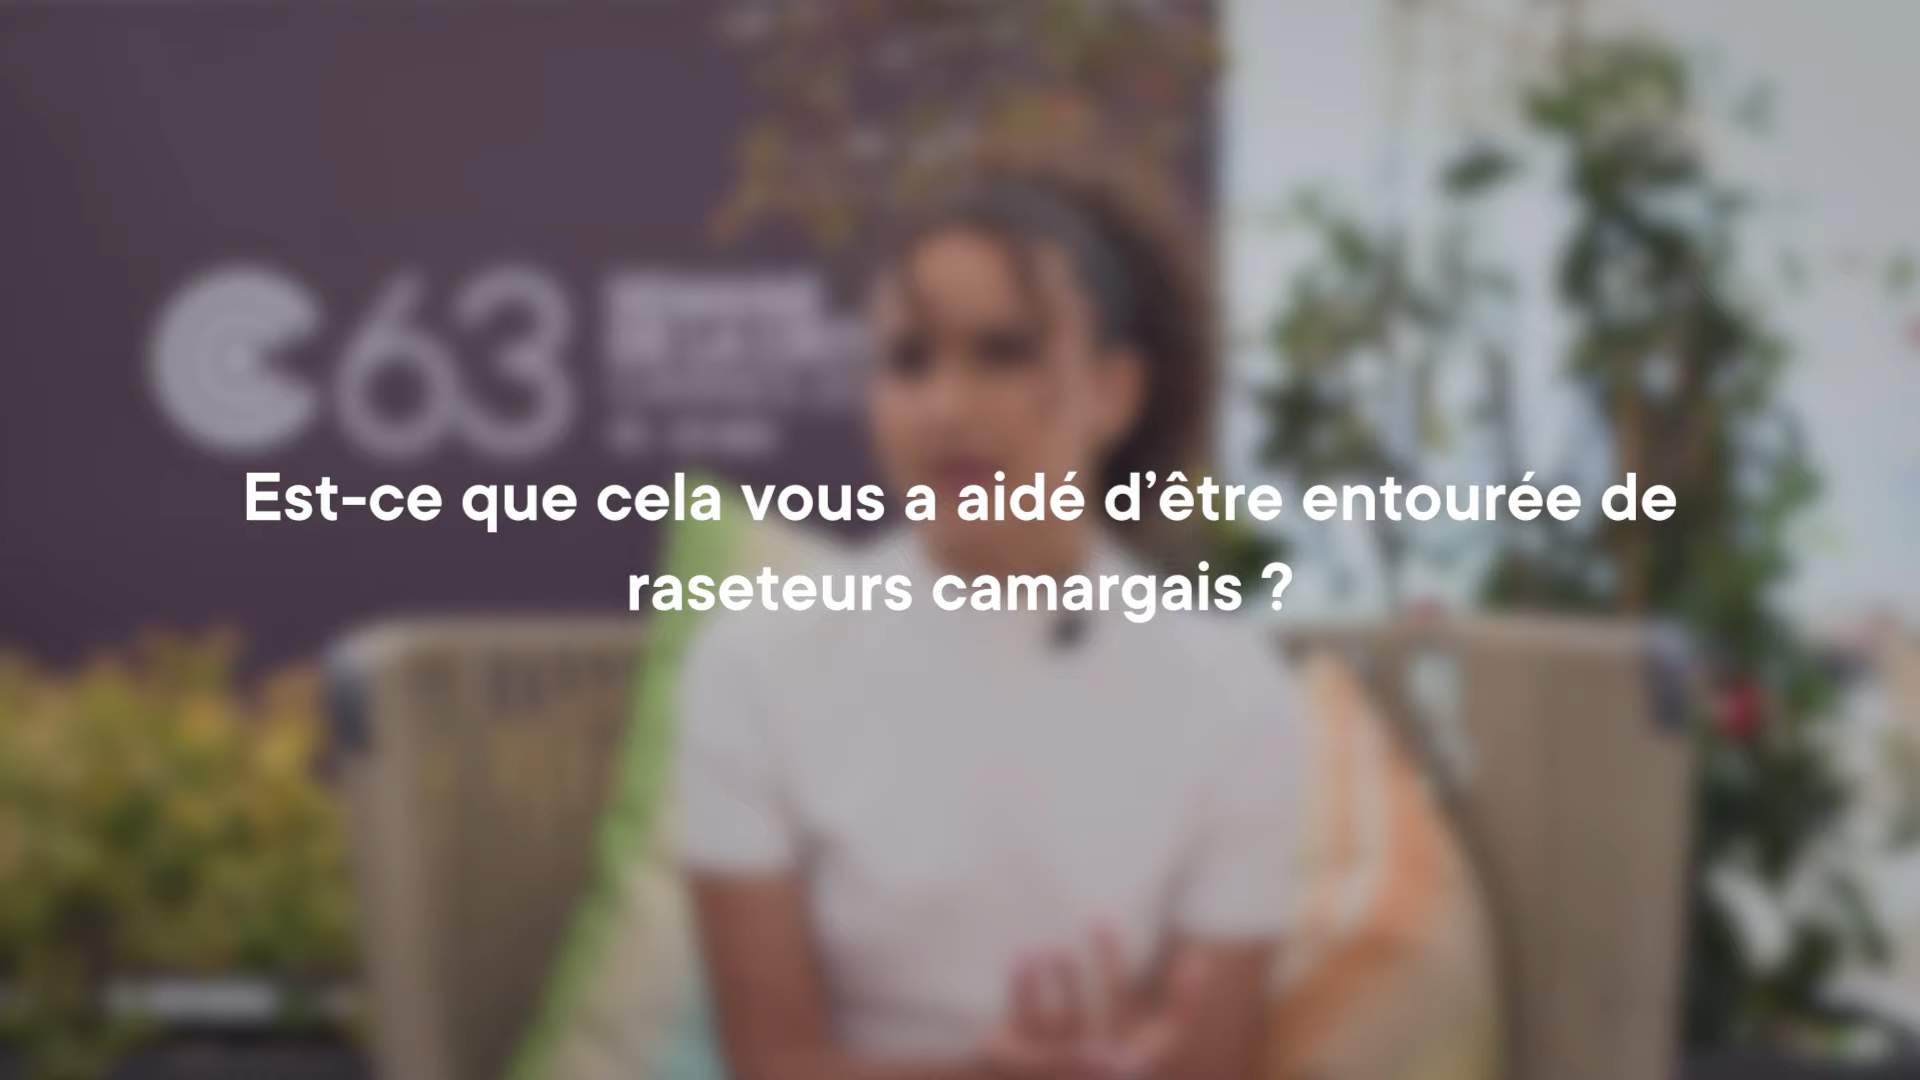 63
Est-ce que cela vous a aidé d’être entourée de
raseteurs camargais ?